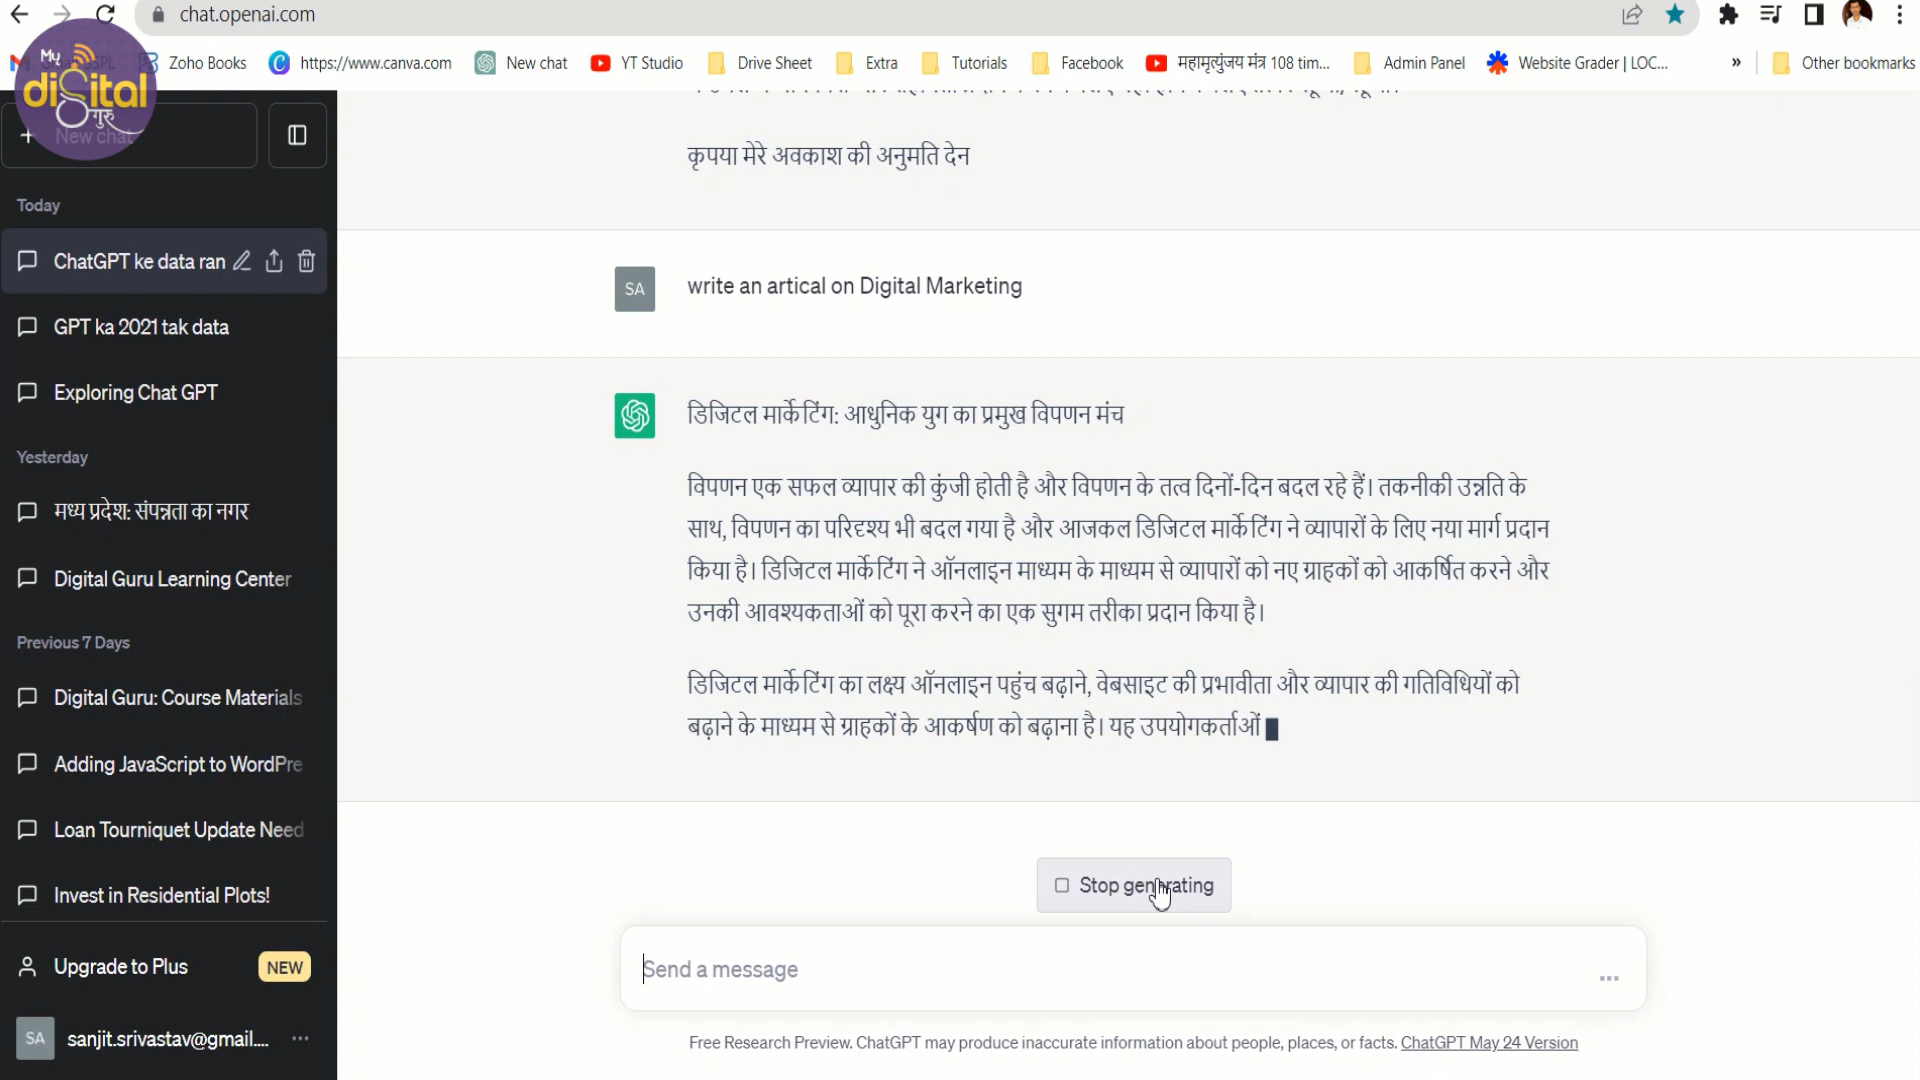 chat.openai.com
Zoho Books
https://www.canva.com
New chat
YT Studio
Drive Sheet
Extra
Tutorials
Facebook
महामृत्युंजय मंत्र 108 tim...
Admin Panel
Website Grader | LOC...
»
Other bookmarks
My
digital
गुरु
+ New chat
Today
ChatGPT ke data ran
GPT ka 2021 tak data
Exploring Chat GPT
Yesterday
मध्य प्रदेश: संपन्नता का नगर
Digital Guru Learning Center
Previous 7 Days
Digital Guru: Course Materials
Adding JavaScript to WordPre
Loan Tourniquet Update Need
Invest in Residential Plots!
Upgrade to Plus NEW
SA sanjit.srivastav@gmail.... ...
कृपया मेरे अवकाश की अनुमति देन
SA write an artical on Digital Marketing
डिजिटल मार्केटिंग: आधुनिक युग का प्रमुख विपणन मंच
विपणन एक सफल व्यापार की कुंजी होती है और विपणन के तत्व दिनों-दिन बदल रहे हैं। तकनीकी उन्नति के
साथ, विपणन का परिदृश्य भी बदल गया है और आजकल डिजिटल मार्केटिंग ने व्यापारों के लिए नया मार्ग प्रदान
किया है। डिजिटल मार्केटिंग ने ऑनलाइन माध्यम के माध्यम से व्यापारों को नए ग्राहकों को आकर्षित करने और
उनकी आवश्यकताओं को पूरा करने का एक सुगम तरीका प्रदान किया है।
डिजिटल मार्केटिंग का लक्ष्य ऑनलाइन पहुंच बढ़ाने, वेबसाइट की प्रभावीता और व्यापार की गतिविधियों को
बढ़ाने के माध्यम से ग्राहकों के आकर्षण को बढ़ाना है। यह उपयोगकर्ताओं
Stop generating
Send a message
...
Free Research Preview. ChatGPT may produce inaccurate information about people, places, or facts. ChatGPT May 24 Version